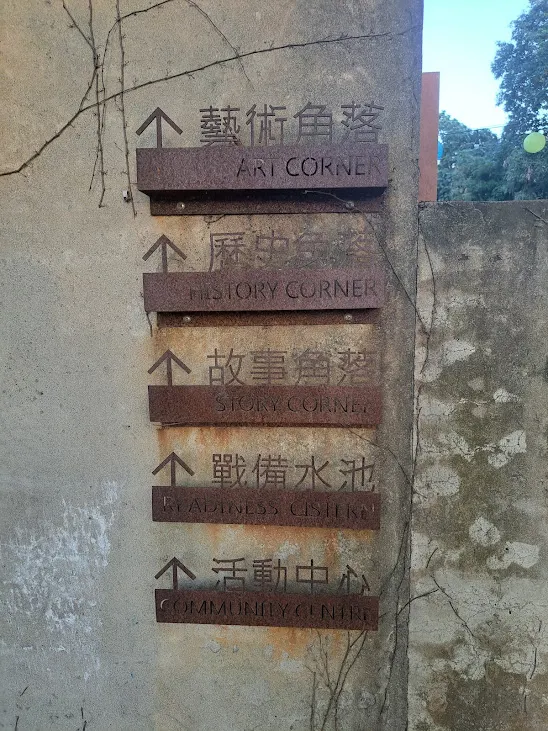 ↑ 藝術角落
ART CORNER
↑ 歷史角落
HISTORY CORNER
↑ 故事角落
STORY CORNER
↑ 戰備水池
READINESS CISTERN
↑ 活動中心
COMMUNITY CENTRE